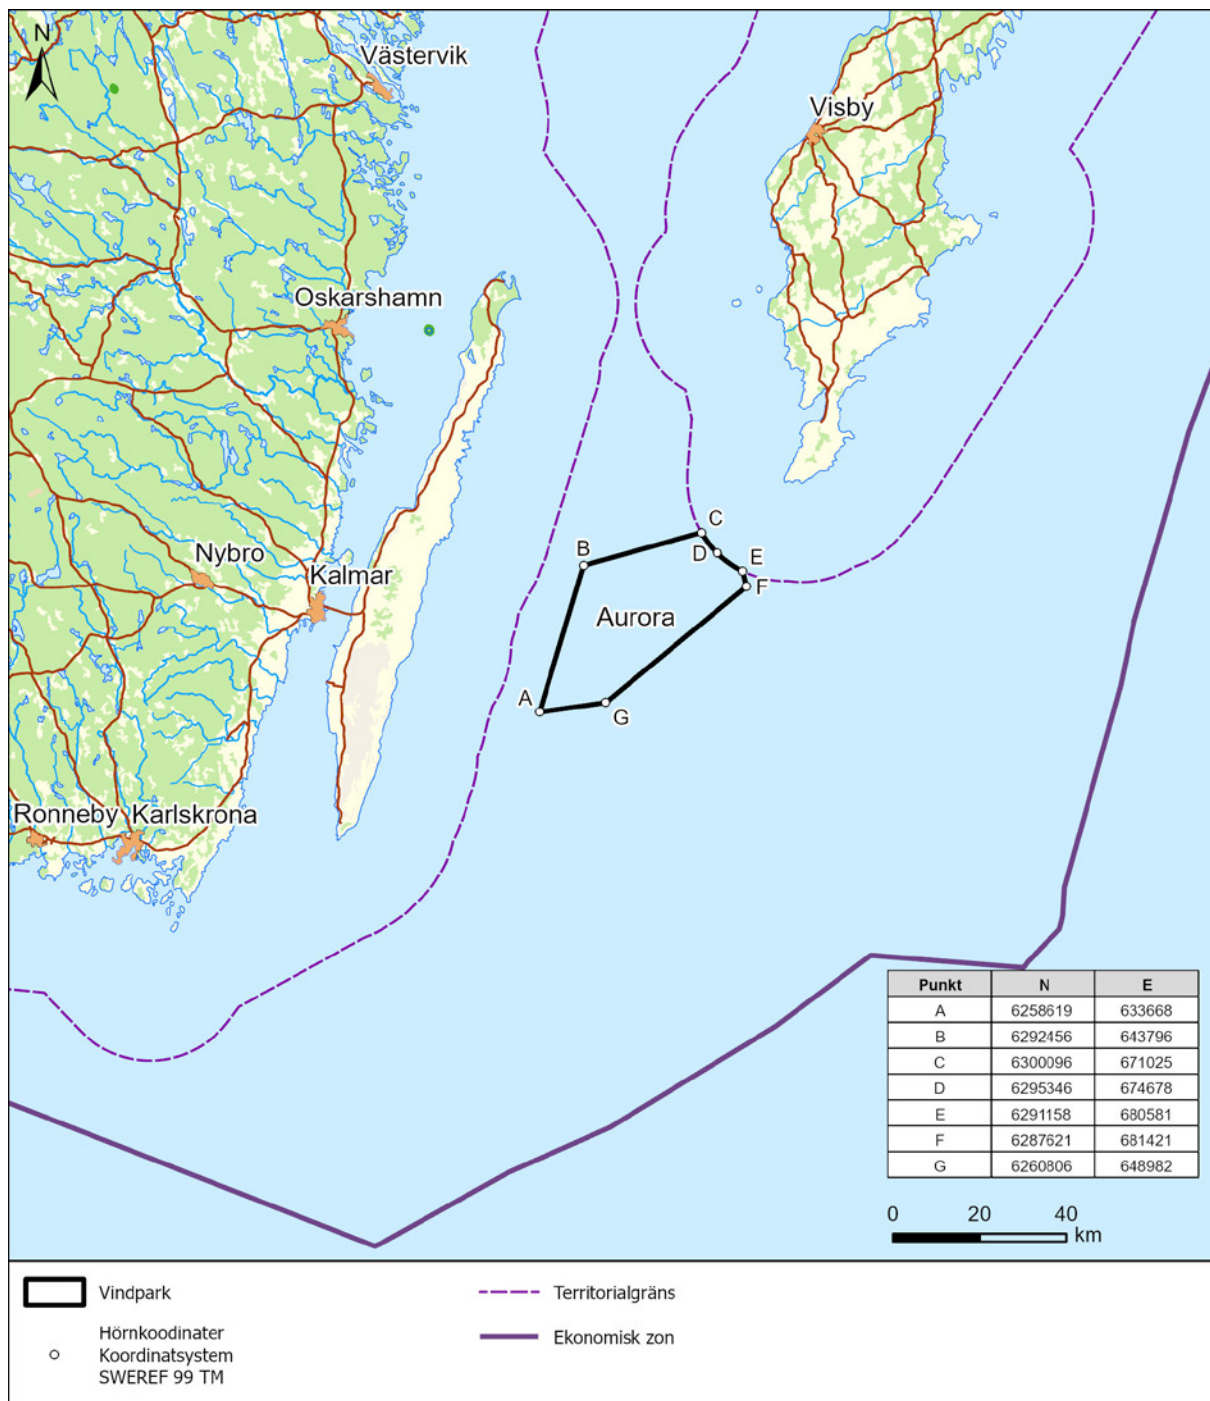 N
Västervik
Visby
Oskarshamn
C
D
E
B
F
Nybro
Kalmar
Aurora
A
G
Ronneby Karlskrona
Punkt N E
A 6258619 633668
B 6292456 643796
C 6300096 671025
D 6295346 674678
E 6291158 680581
F 6287621 681421
G 6260806 648982
0 20 40
km
Vindpark
Territorialgräns
Hörnkoodinater
Koordinatsystem
SWEREF 99 TM
Ekonomisk zon